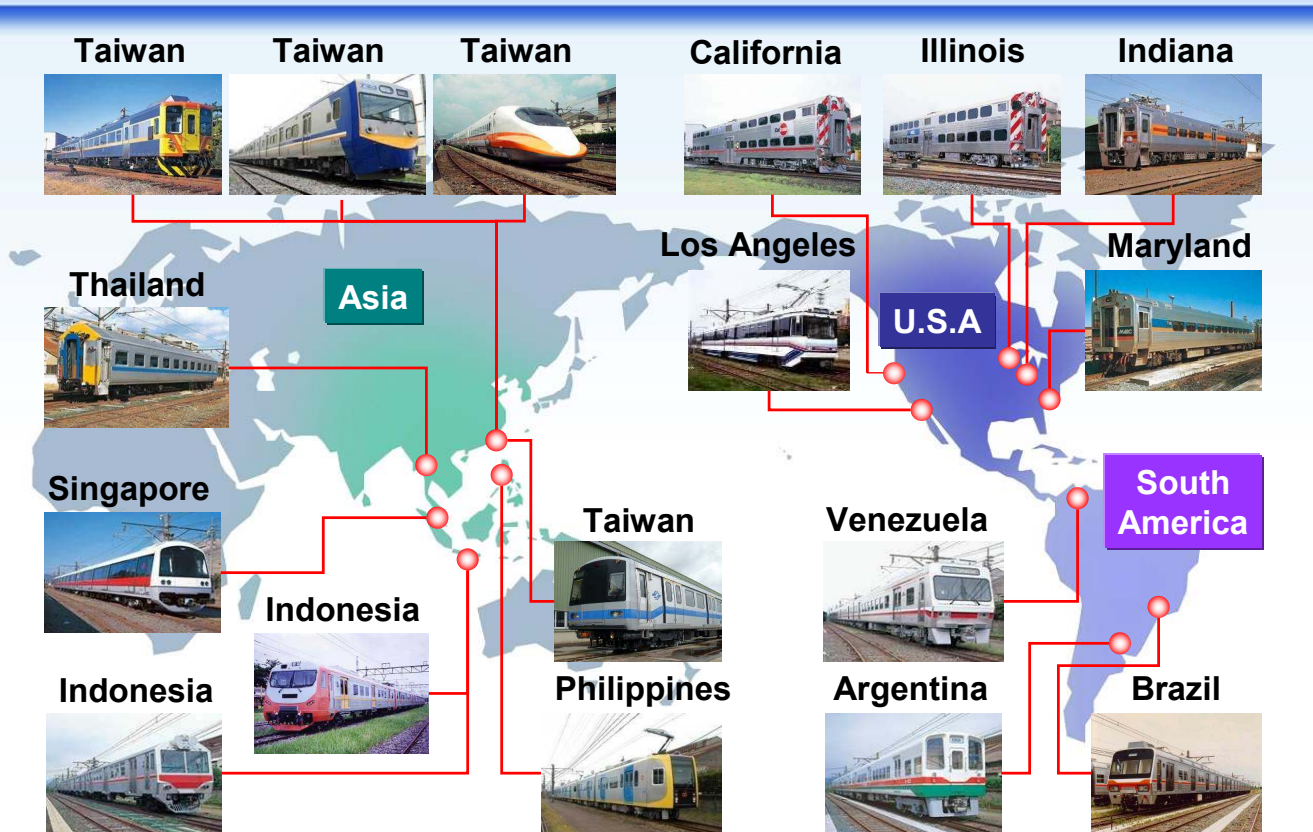 Taiwan
Taiwan
Taiwan
California
Illinois
Indiana
Los Angeles
Maryland
Thailand
Asia
U.S.A
Singapore
South
America
Taiwan
Venezuela
Indonesia
Indonesia
Philippines
Argentina
Brazil